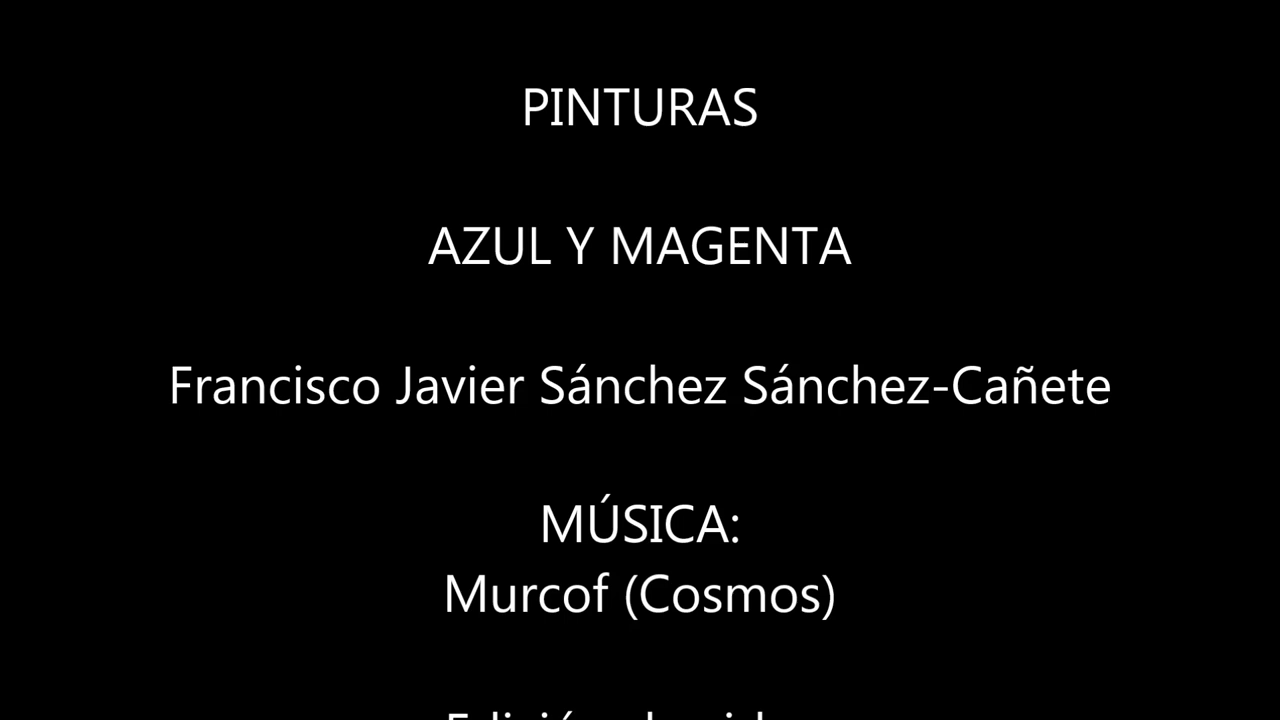 PINTURAS
AZUL Y MAGENTA
Francisco Javier Sánchez Sánchez-Cañete
MÚSICA:
Murcof (Cosmos)